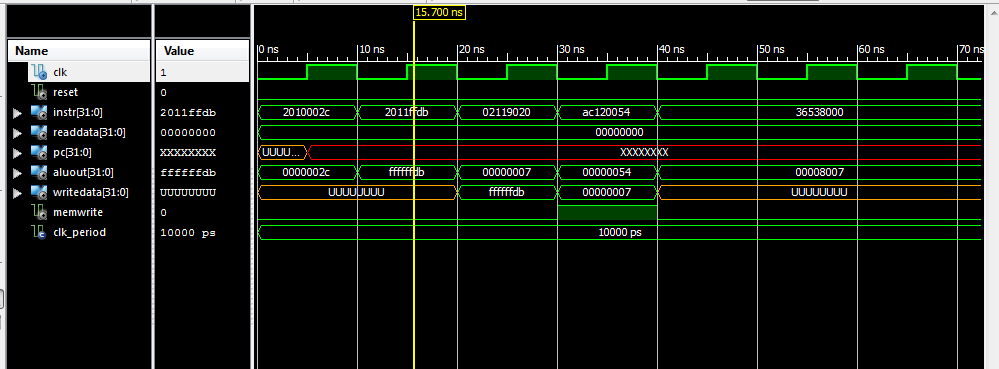 15.700 ns
Name Value 0 ns 10 ns 20 ns 30 ns 40 ns 50 ns 60 ns 70 ns
clk 1
reset 0
instr[31:0] 2011ffdb 2010002c 2011ffdb 02119020 ac120054 36538000
readdata[31:0] 00000000 00000000
pc[31:0] XXXXXXXX UUUU... XXXXXXXX
aluout[31:0] ffffffdb 0000002c ffffffdb 00000007 00000054 00008007
writedata[31:0] UUUUUUUU UUUUUUUU ffffffdb 00000007 UUUUUUUU
memwrite 0
clk_period 10000 ps 10000 ps